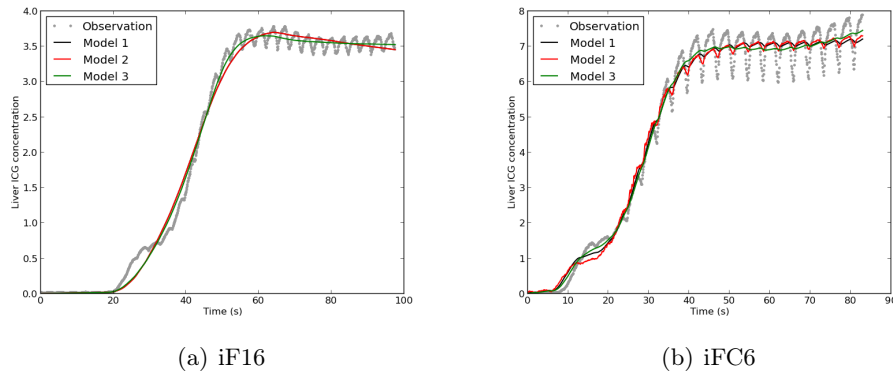 4.0
3.5
3.0
2.5
2.0
1.5
1.0
0.5
0.0
Liver ICG concentration
Observation
Model 1
Model 2
Model 3
0 20 40 60 80 100
Time (s)
(a) iF16
8
7
6
5
4
3
2
1
0
Liver ICG concentration
Observation
Model 1
Model 2
Model 3
0 10 20 30 40 50 60 70 80 90
Time (s)
(b) iFC6